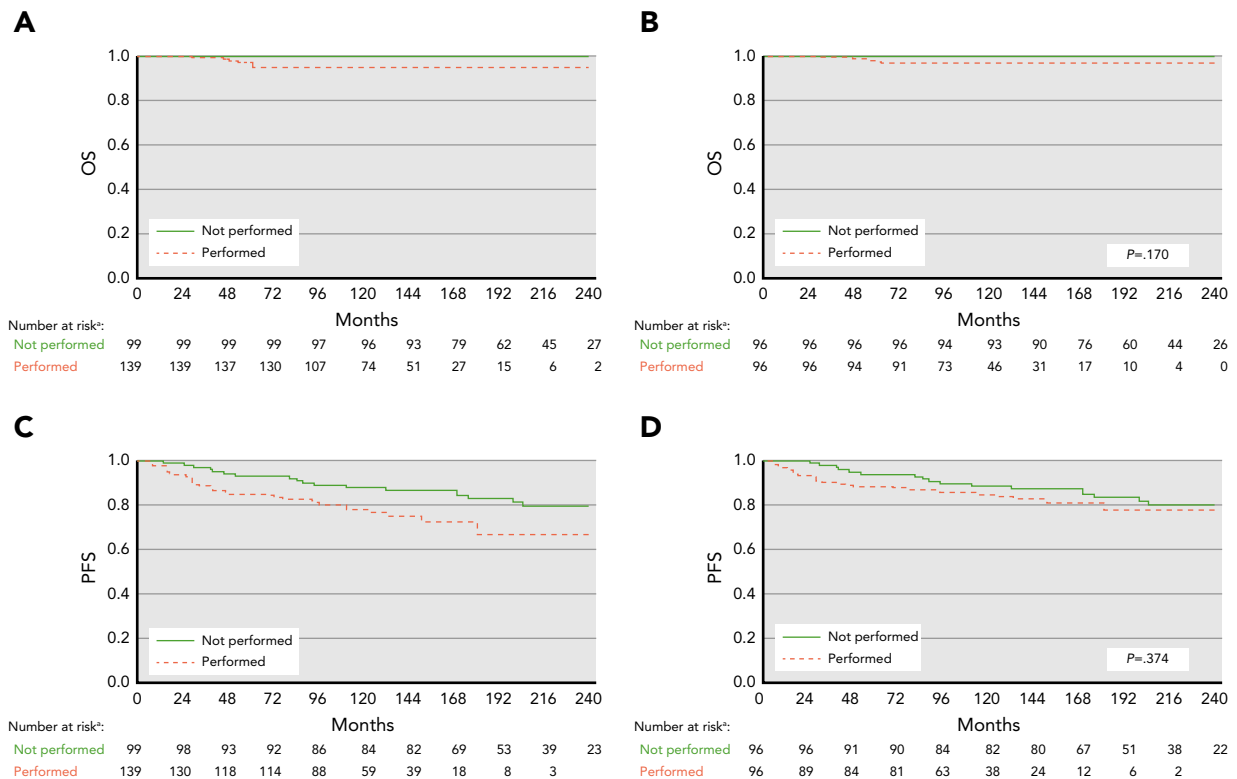 A
OS
1.0
0.8
0.6
0.4
0.2
0.0
Not performed
Performed
0 24 48 72 96 120 144 168 192 216 240
Months
Number at riskᵃ:
Not performed 99 99 99 99 97 96 93 79 62 45 27
Performed 139 139 137 130 107 74 51 27 15 6 2
B
OS
1.0
0.8
0.6
0.4
0.2
0.0
Not performed
Performed
P=.170
0 24 48 72 96 120 144 168 192 216 240
Months
Number at riskᵃ:
Not performed 96 96 96 96 94 93 90 76 60 44 26
Performed 96 96 94 91 73 46 31 17 10 4 0
C
PFS
1.0
0.8
0.6
0.4
0.2
0.0
Not performed
Performed
0 24 48 72 96 120 144 168 192 216 240
Months
Number at riskᵃ:
Not performed 99 98 93 92 86 84 82 69 53 39 23
Performed 139 130 118 114 88 59 39 18 8 3
D
PFS
1.0
0.8
0.6
0.4
0.2
0.0
Not performed
Performed
P=.374
0 24 48 72 96 120 144 168 192 216 240
Months
Number at riskᵃ:
Not performed 96 96 91 90 84 82 80 67 51 38 22
Performed 96 89 84 81 63 38 24 12 6 2